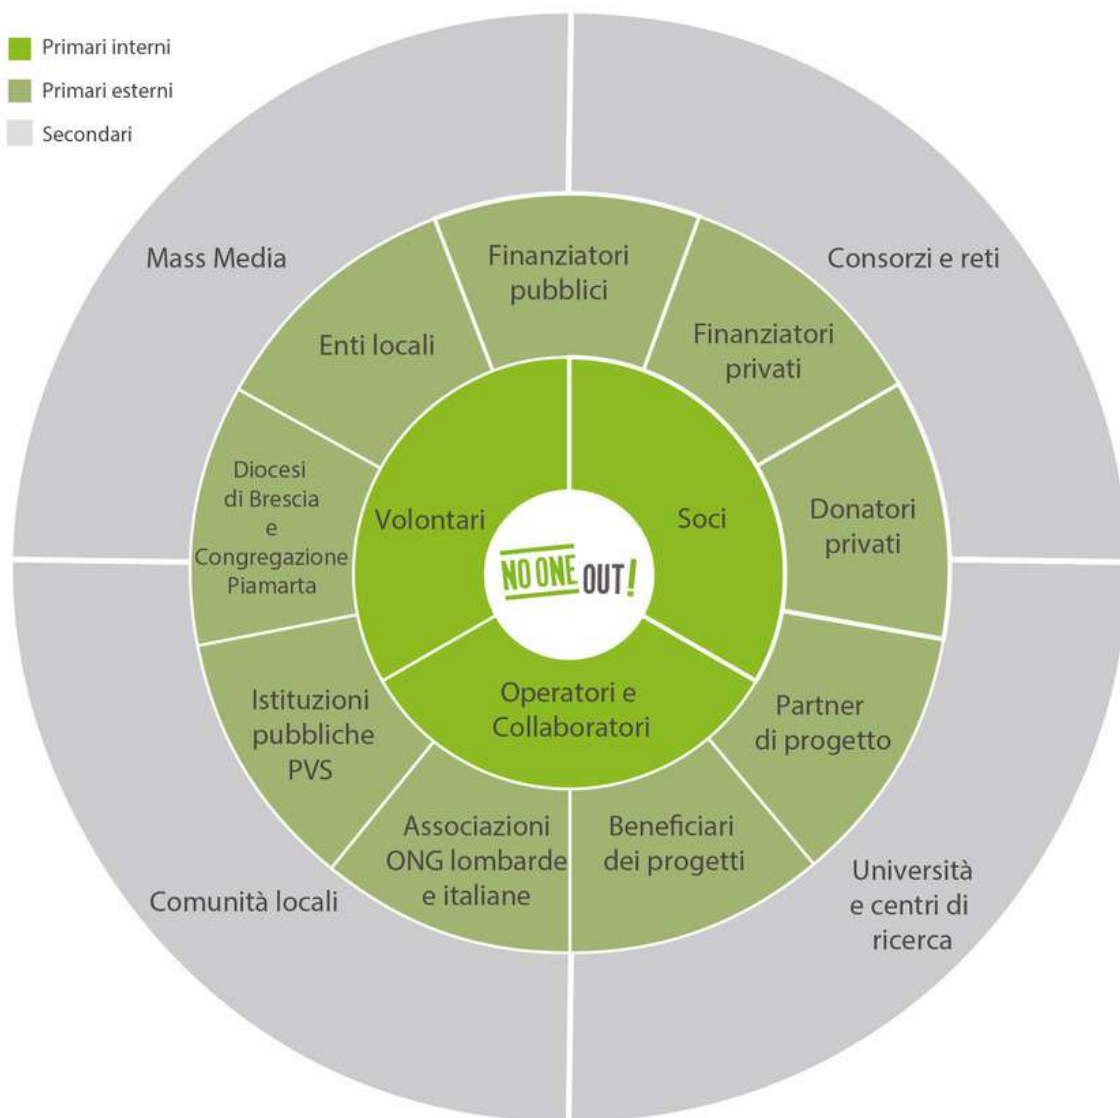 Primari interni
Primari esterni
Secondari
Mass Media
Consorzi e reti
Finanziatori
pubblici
Enti locali
Finanziatori
privati
Diocesi
di Brescia
e
Congregazione
Piamarta
Volontari
Soci
Donatori
privati
NO ONE OUT!
Operatori e
Collaboratori
Istituzioni
pubbliche
PVS
Partner
di progetto
Associazioni
ONG lombarde
e italiane
Beneficiari
dei progetti
Comunità locali
Università
e centri di
ricerca